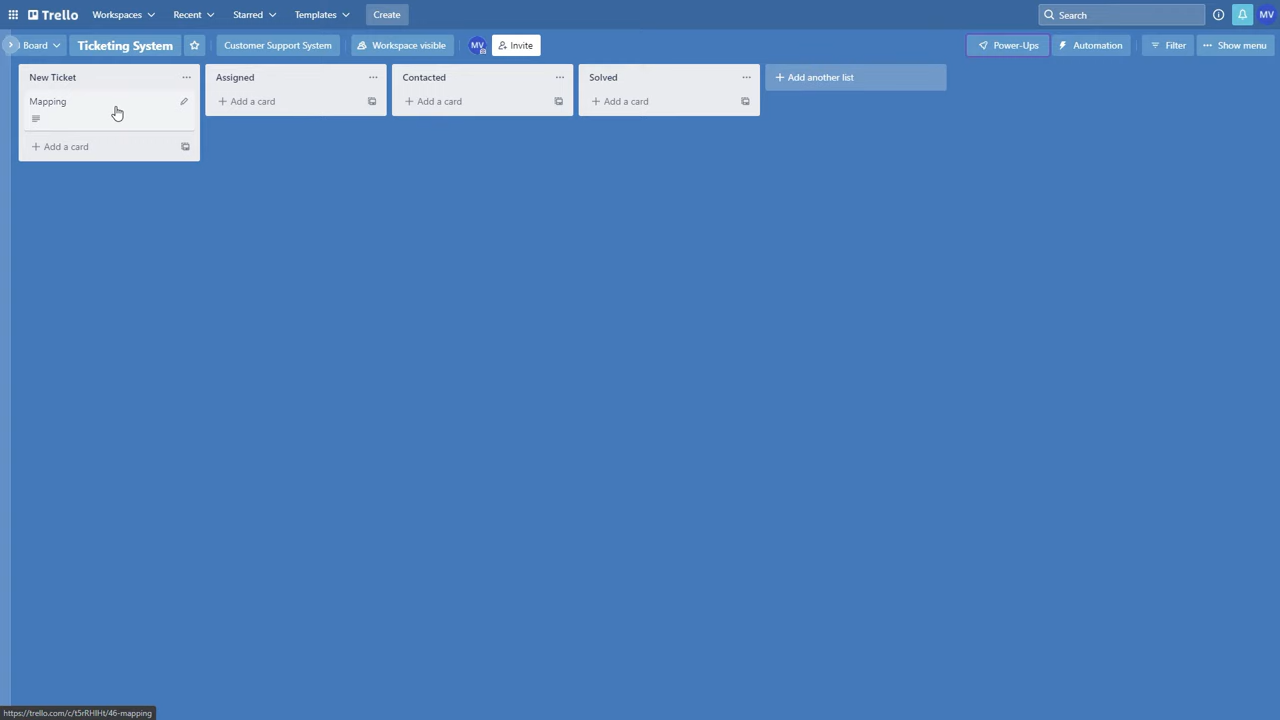 Trello Workspaces Recent Starred Templates Create Search MV
Board Ticketing System Customer Support System Workspace visible MV Invite Power-Ups Automation Filter Show menu
New Ticket Assigned Contacted Solved Add another list
Mapping Add a card Add a card Add a card
Add a card
https://trello.com/c/t5rRHlHt/46-mapping